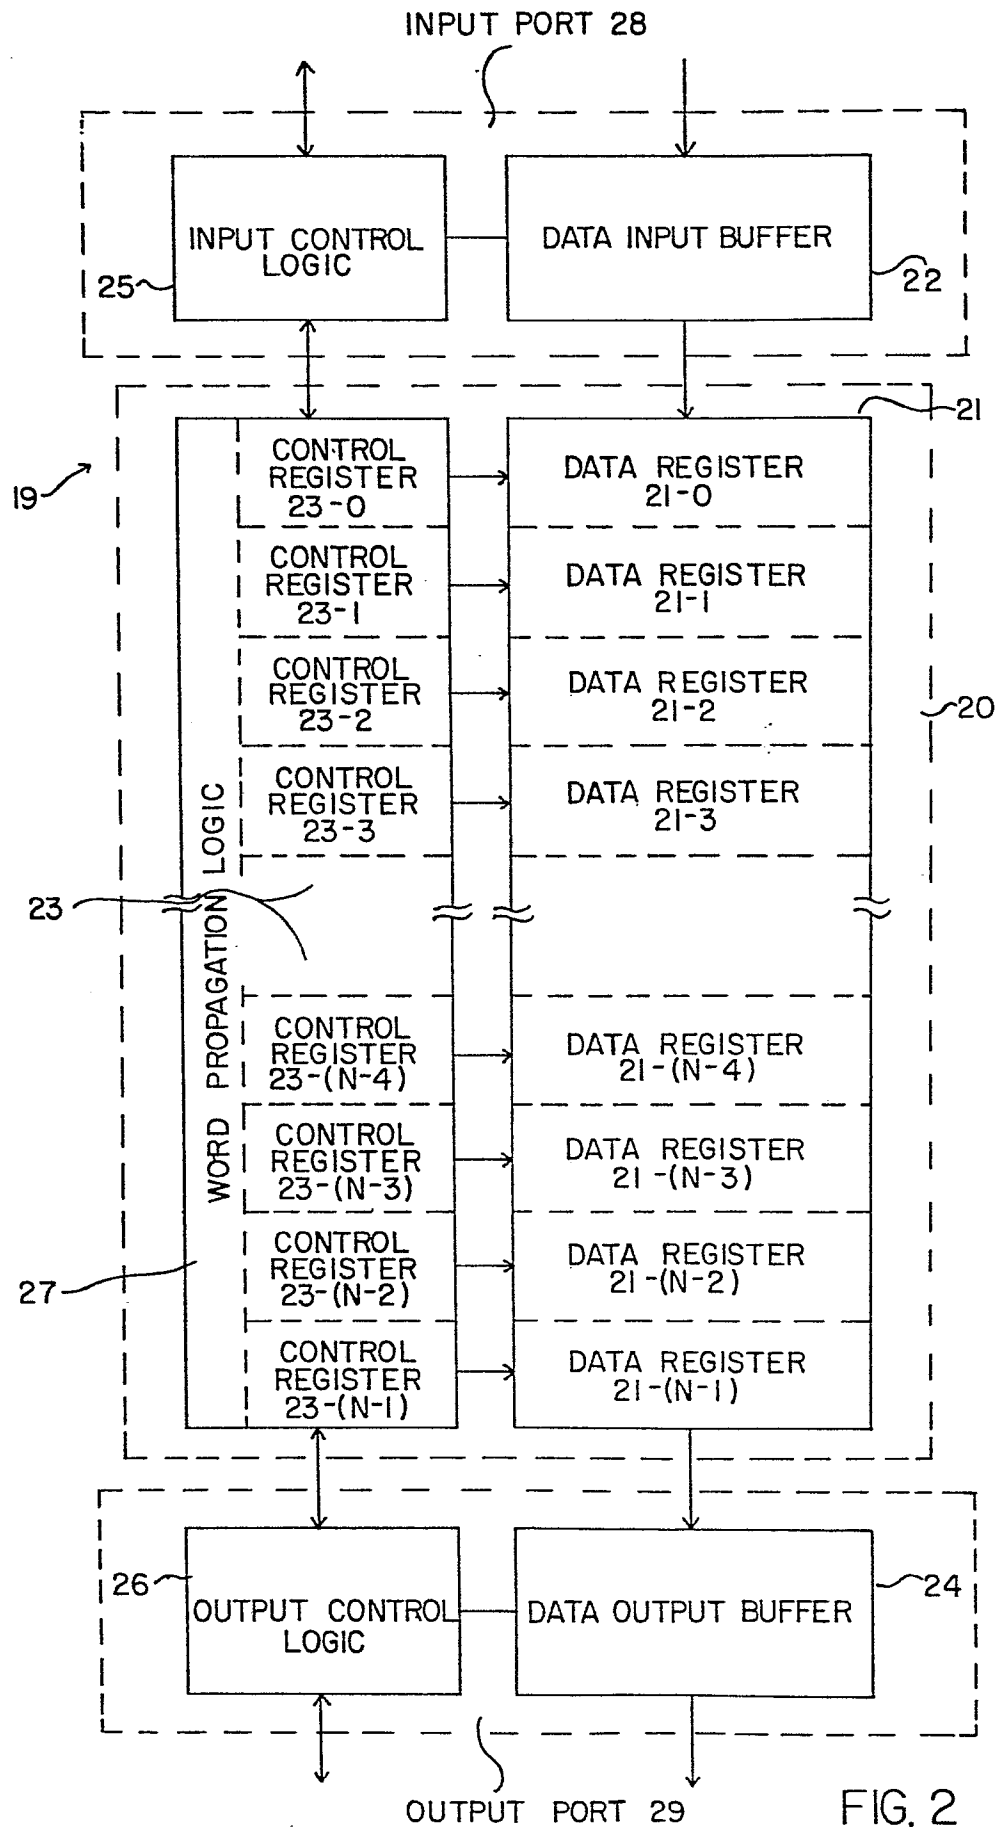 INPUT PORT 28
INPUT CONTROL
LOGIC
25
DATA INPUT BUFFER
22
21
19
CONTROL
REGISTER
23-0
DATA REGISTER
21-0
CONTROL
REGISTER
23-1
DATA REGISTER
21-1
CONTROL
REGISTER
23-2
DATA REGISTER
21-2
20
CONTROL
REGISTER
23-3
DATA REGISTER
21-3
23
WORD PROPAGATION LOGIC
CONTROL
REGISTER
23-(N-4)
DATA REGISTER
21-(N-4)
CONTROL
REGISTER
23-(N-3)
DATA REGISTER
21-(N-3)
CONTROL
REGISTER
23-(N-2)
DATA REGISTER
21-(N-2)
27
CONTROL
REGISTER
23-(N-1)
DATA REGISTER
21-(N-1)
26
OUTPUT CONTROL
LOGIC
DATA OUTPUT BUFFER
24
OUTPUT PORT 29
FIG. 2